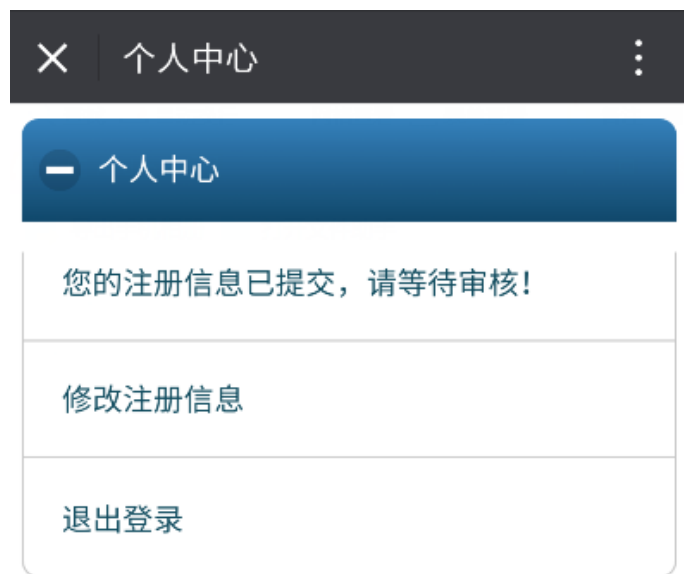 个人中心
个人中心
您的注册信息已提交，请等待审核！
修改注册信息
退出登录